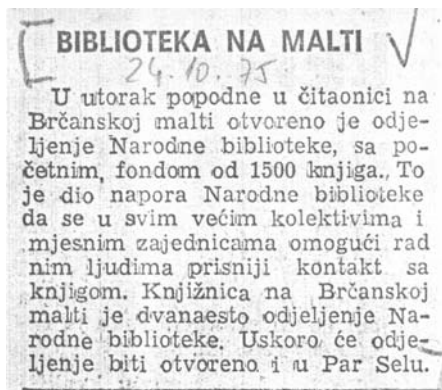 BIBLIOTEKA NA MALTI
24.10.75
U utorak popodne u čitaonici na
Brčanskoj malti otvoreno je odje-
ljenje Narodne biblioteke, sa po-
četnim, fondom od 1500 knjiga., To
je dio napora Narodne biblioteke
da se u svim većim kolektivima i
mjesnim zajednicama omogući rad
nim ljudima prisniji kontakt sa
knjigom. Knjižnica na Brčanskoj
malti je dvanaesto odjeljenje Na-
rodne biblioteke. Uskoro će odje-
ljenje biti otvoreno i u Par Selu.